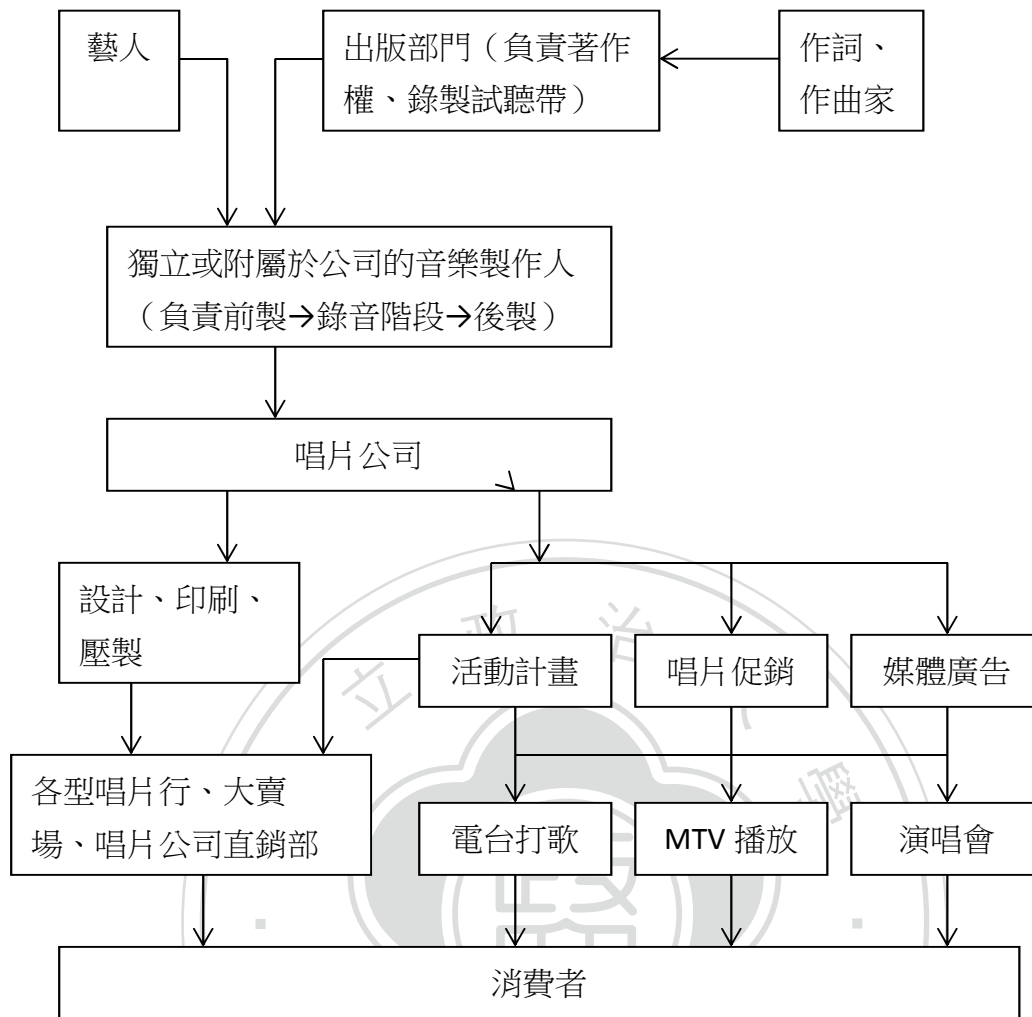 藝人
出版部門（負責著作
權、錄製試聽帶）
作詞、
作曲家
獨立或附屬於公司的音樂製作人
（負責前製→錄音階段→後製）
唱片公司
設計、印刷、
壓製
活動計畫
唱片促銷
媒體廣告
各型唱片行、大賣
場、唱片公司直銷部
電台打歌
MTV 播放
演唱會
消費者
立 政 治 學